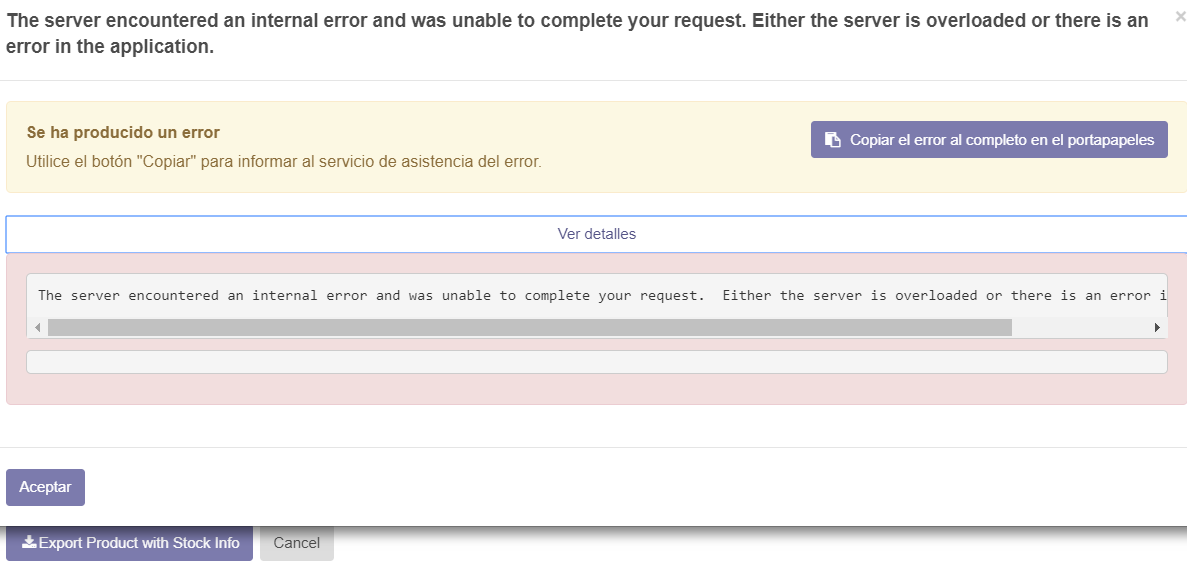 The server encountered an internal error and was unable to complete your request. Either the server is overloaded or there is an
error in the application.
×
Se ha producido un error
Utilice el botón "Copiar" para informar al servicio de asistencia del error.
Copiar el error al completo en el portapapeles
Ver detalles
The server encountered an internal error and was unable to complete your request.  Either the server is overloaded or there is an error i
Aceptar
Export Product with Stock Info
Cancel